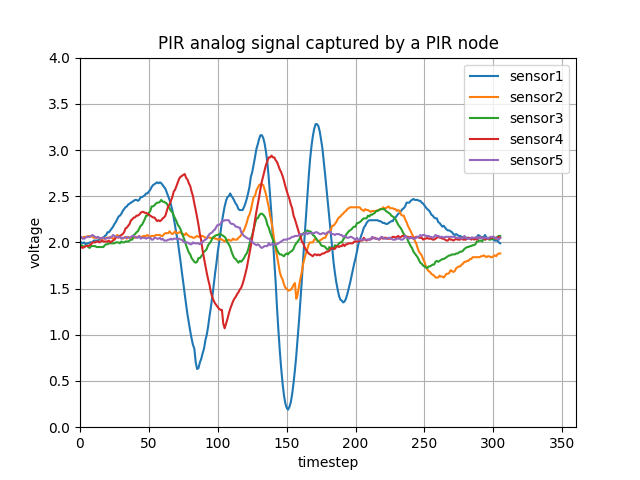 PIR analog signal captured by a PIR node
4.0
3.5
3.0
2.5
2.0
1.5
1.0
0.5
0.0
voltage
sensor1
sensor2
sensor3
sensor4
sensor5
0 50 100 150 200 250 300 350
timestep